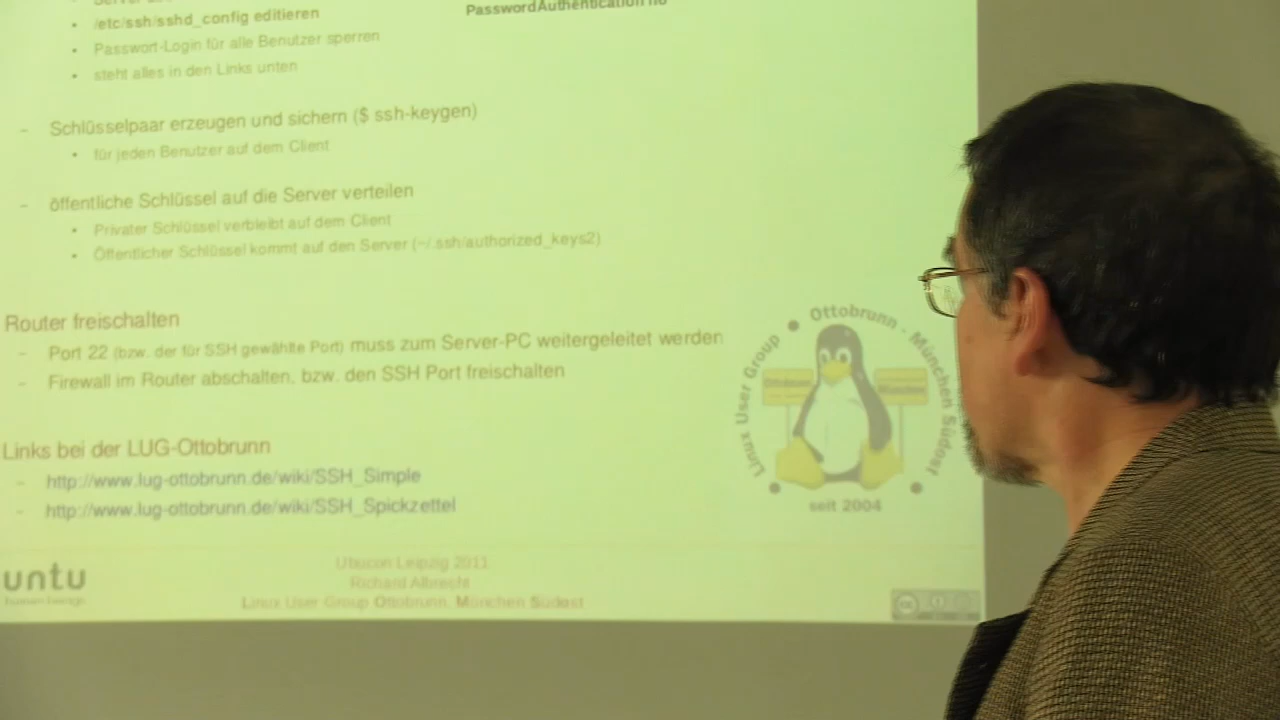 /etc/ssh/sshd_config editieren
PasswordAuthentication no
Passwort-Login für alle Benutzer sperren
steht alles in den Links unten
Schlüsselpaar erzeugen und sichern ($ ssh-keygen)
für jeden Benutzer auf dem Client
öffentliche Schlüssel auf die Server verteilen
Privater Schlüssel verbleibt auf dem Client
Öffentlicher Schlüssel kommt auf den Server (~/.ssh/authorized_keys2)
Router freischalten
Port 22 (bzw. der für SSH gewählte Port) muss zum Server-PC weitergeleitet werden
Firewall im Router abschalten, bzw. den SSH Port freischalten
Links bei der LUG-Ottobrunn
http://www.lug-ottobrunn.de/wiki/SSH_Simple
http://www.lug-ottobrunn.de/wiki/SSH_Spickzettel
Linux User Group • Ottobrunn - München Südost •
seit 2004
untu
Ubucon Leipzig 2011
Richard Albrecht
Linux User Group Ottobrunn, München Südost
cc